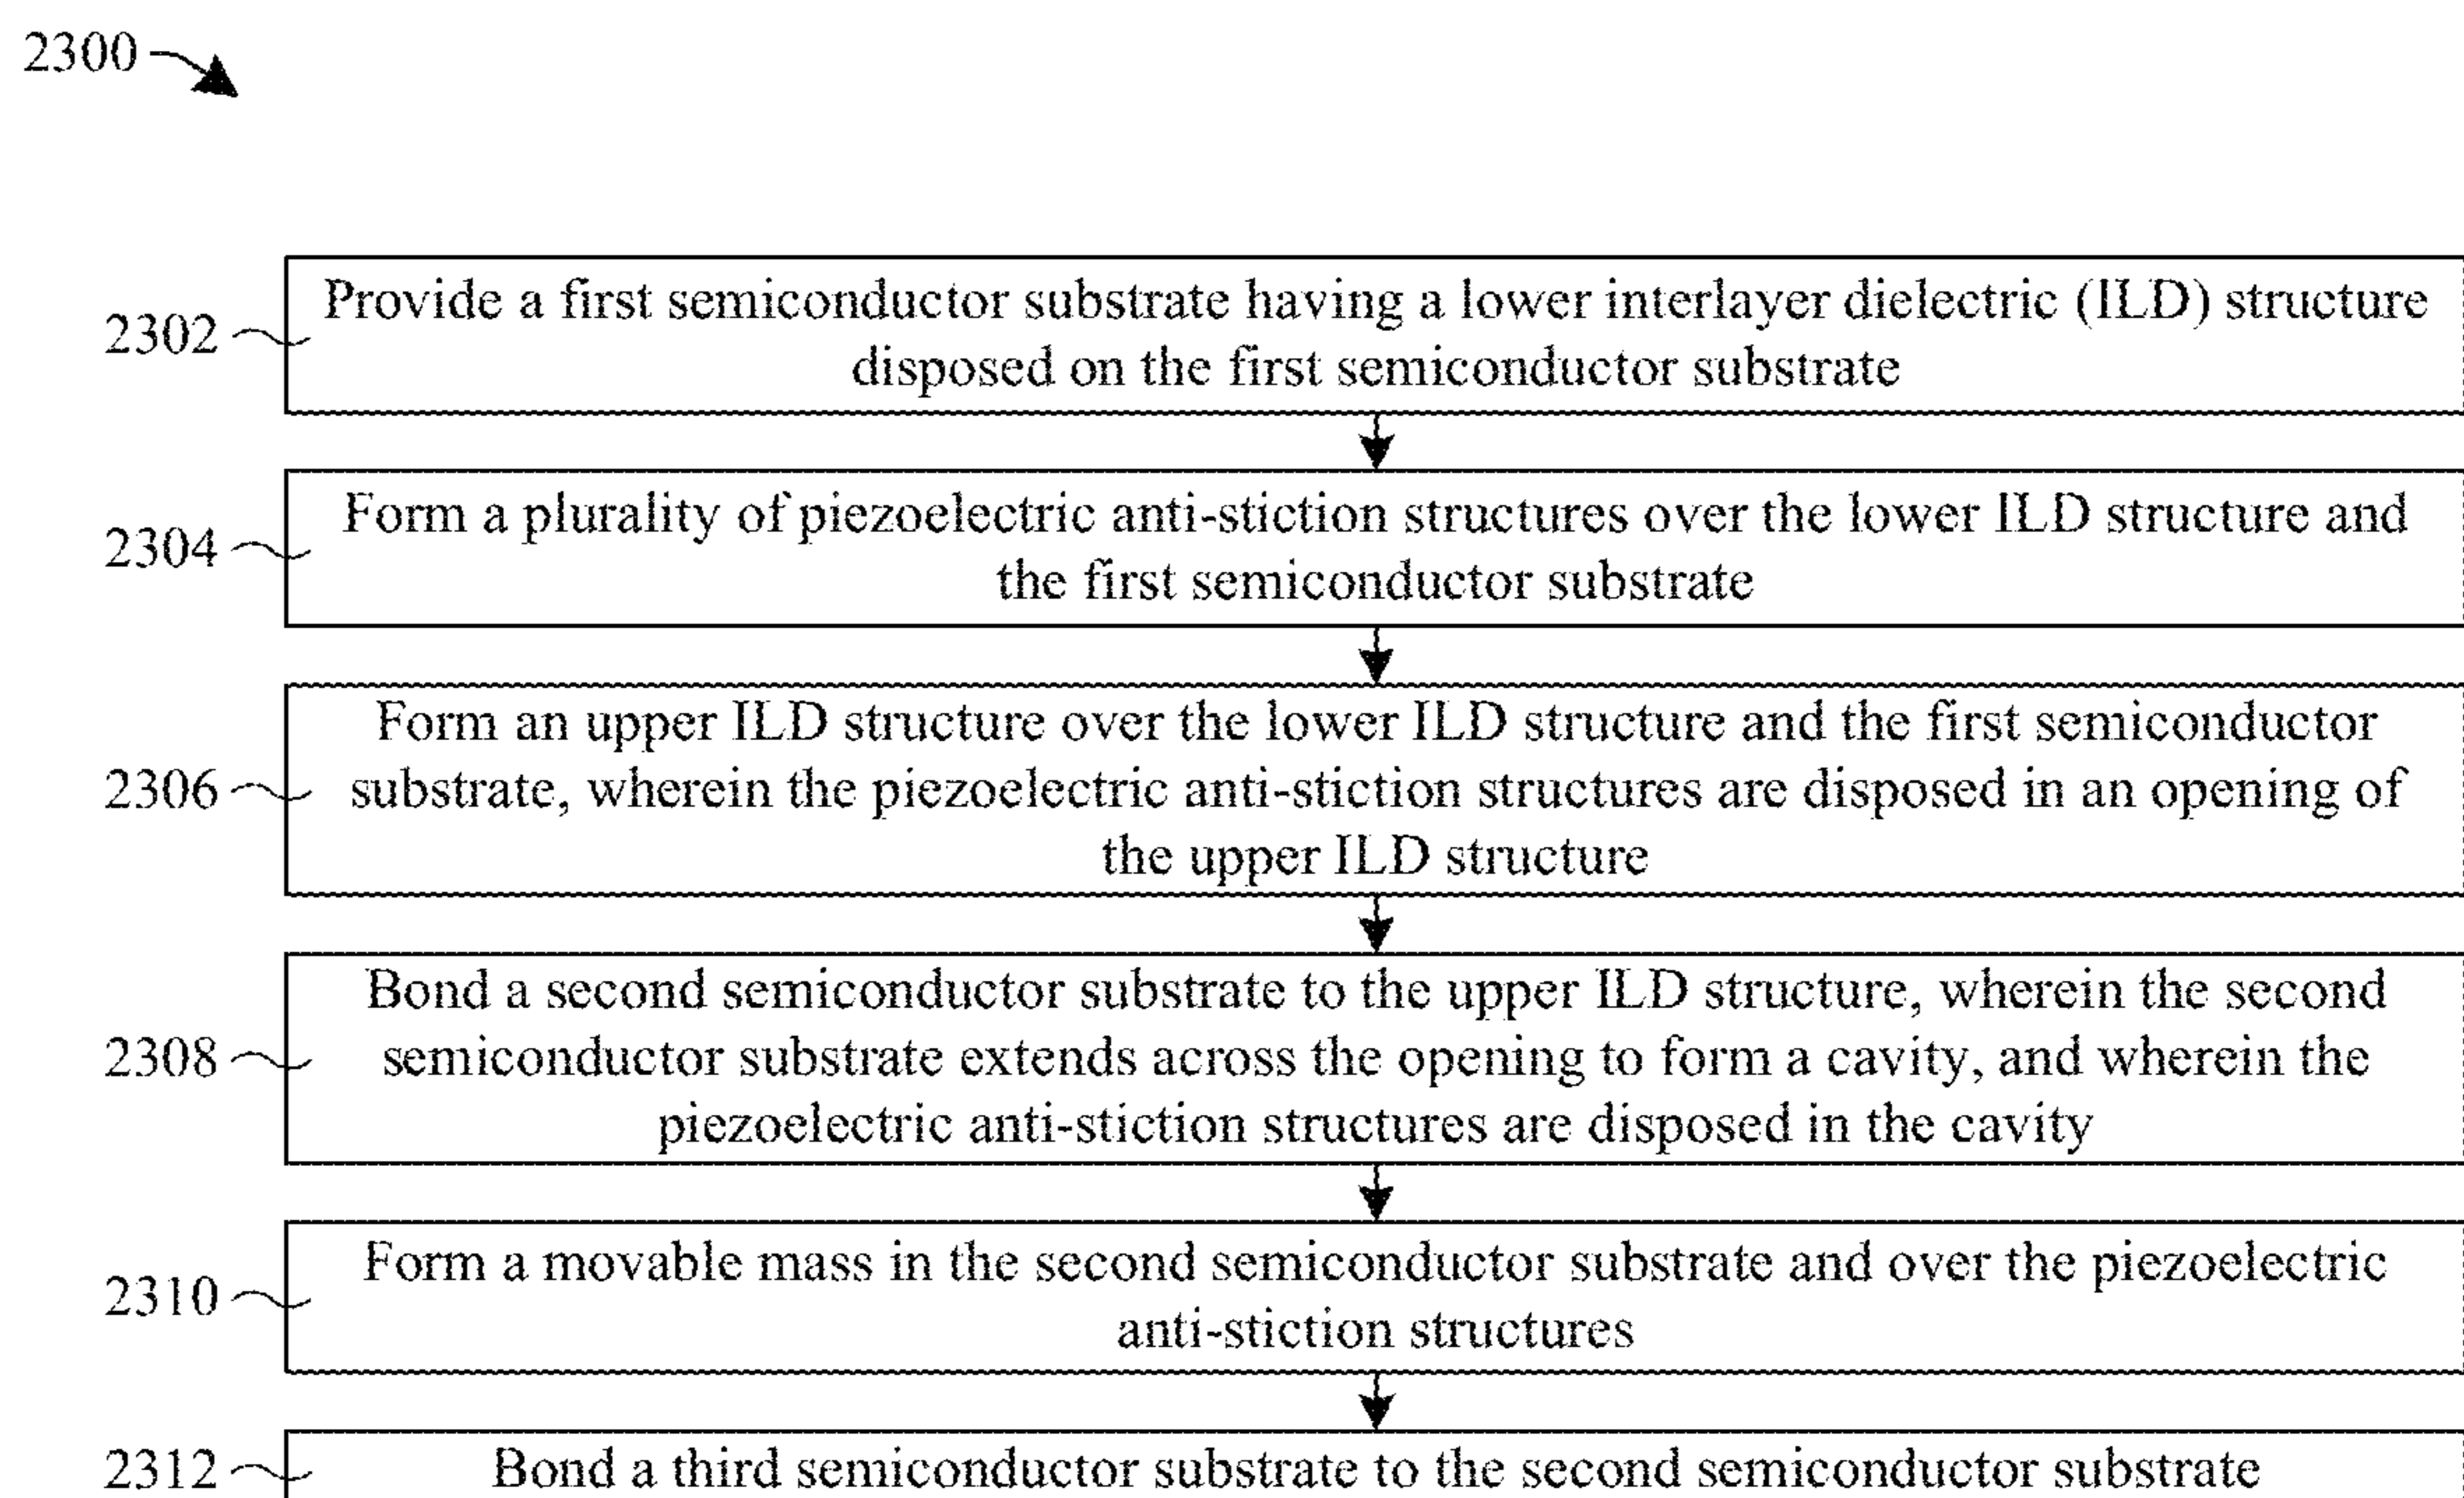 2300
2302
Provide a first semiconductor substrate having a lower interlayer dielectric (ILD) structure
disposed on the first semiconductor substrate
2304
Form a plurality of piezoelectric anti-stiction structures over the lower ILD structure and
the first semiconductor substrate
2306
Form an upper ILD structure over the lower ILD structure and the first semiconductor
substrate, wherein the piezoelectric anti-stiction structures are disposed in an opening of
the upper ILD structure
2308
Bond a second semiconductor substrate to the upper ILD structure, wherein the second
semiconductor substrate extends across the opening to form a cavity, and wherein the
piezoelectric anti-stiction structures are disposed in the cavity
2310
Form a movable mass in the second semiconductor substrate and over the piezoelectric
anti-stiction structures
2312
Bond a third semiconductor substrate to the second semiconductor substrate